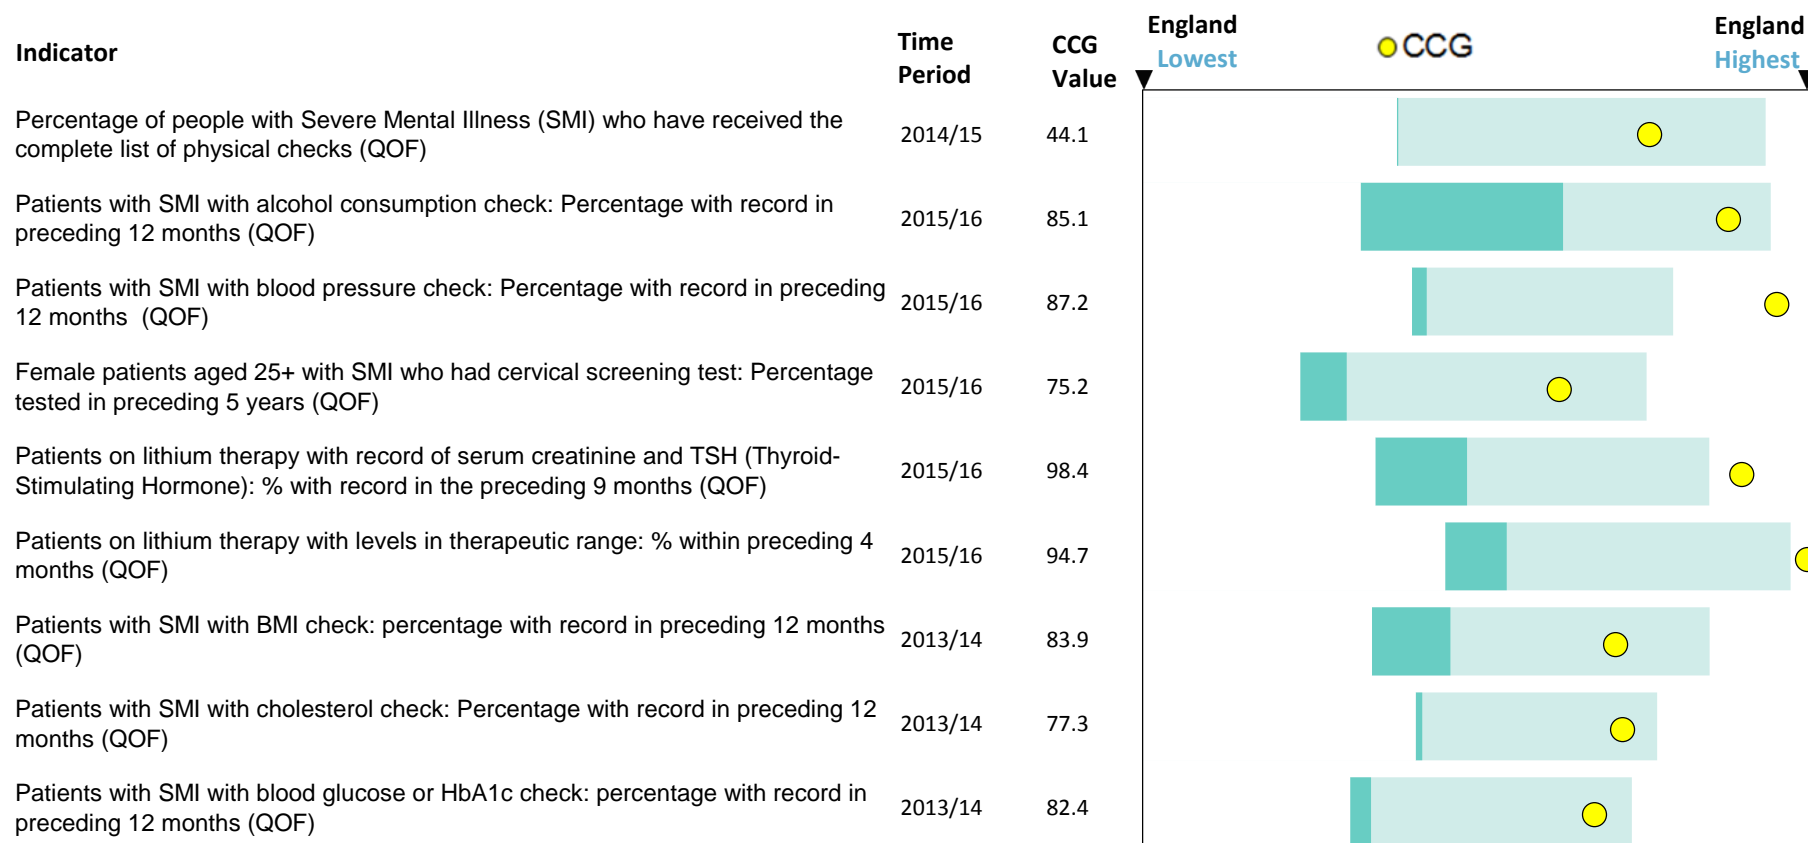 Indicator
Time
Period
CCG
Value
England
Lowest
CCG
England
Highest
Percentage of people with Severe Mental Illness (SMI) who have received the
complete list of physical checks (QOF)
2014/15
44.1
Patients with SMI with alcohol consumption check: Percentage with record in
preceding 12 months (QOF)
2015/16
85.1
Patients with SMI with blood pressure check: Percentage with record in preceding
12 months  (QOF)
2015/16
87.2
Female patients aged 25+ with SMI who had cervical screening test: Percentage
tested in preceding 5 years (QOF)
2015/16
75.2
Patients on lithium therapy with record of serum creatinine and TSH (Thyroid-
Stimulating Hormone): % with record in the preceding 9 months (QOF)
2015/16
98.4
Patients on lithium therapy with levels in therapeutic range: % within preceding 4
months (QOF)
2015/16
94.7
Patients with SMI with BMI check: percentage with record in preceding 12 months
(QOF)
2013/14
83.9
Patients with SMI with cholesterol check: Percentage with record in preceding 12
months (QOF)
2013/14
77.3
Patients with SMI with blood glucose or HbA1c check: percentage with record in
preceding 12 months (QOF)
2013/14
82.4